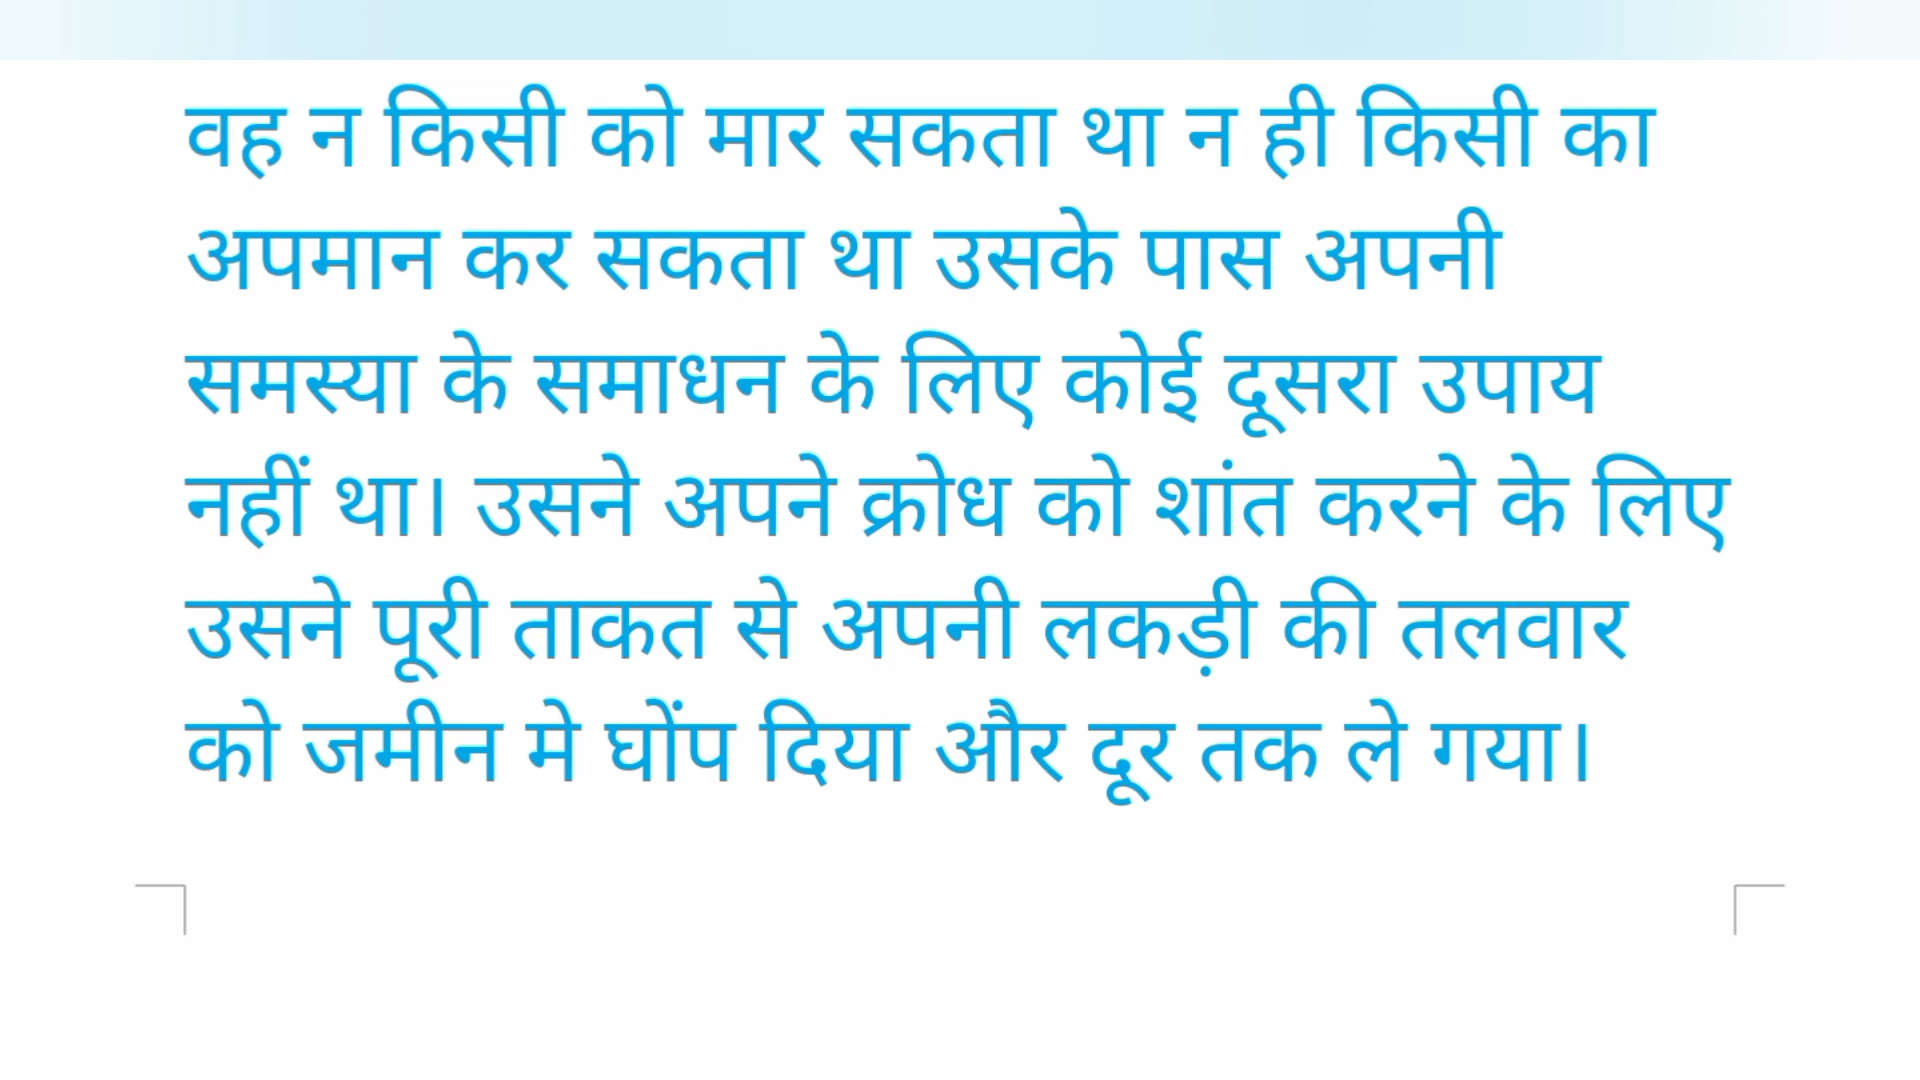 वह न किसी को मार सकता था न ही किसी का
अपमान कर सकता था उसके पास अपनी
समस्या के समाधन के लिए कोई दूसरा उपाय
नहीं था। उसने अपने क्रोध को शांत करने के लिए
उसने पूरी ताकत से अपनी लकड़ी की तलवार
को जमीन मे घोंप दिया और दूर तक ले गया।